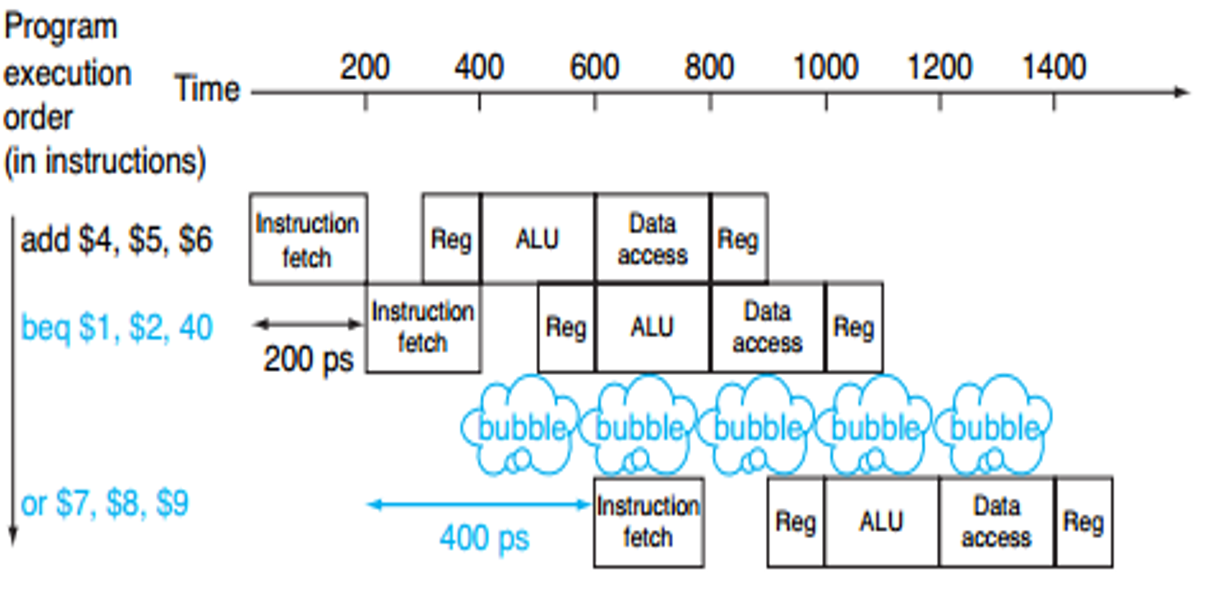 Program
execution
order
(in instructions)
Time
200 400 600 800 1000 1200 1400
add $4, $5, $6
Instruction
fetch
Reg
ALU
Data
access
Reg
beq $1, $2, 40
200 ps
Instruction
fetch
Reg
ALU
Data
access
Reg
bubble bubble bubble bubble bubble
or $7, $8, $9
400 ps
Instruction
fetch
Reg
ALU
Data
access
Reg